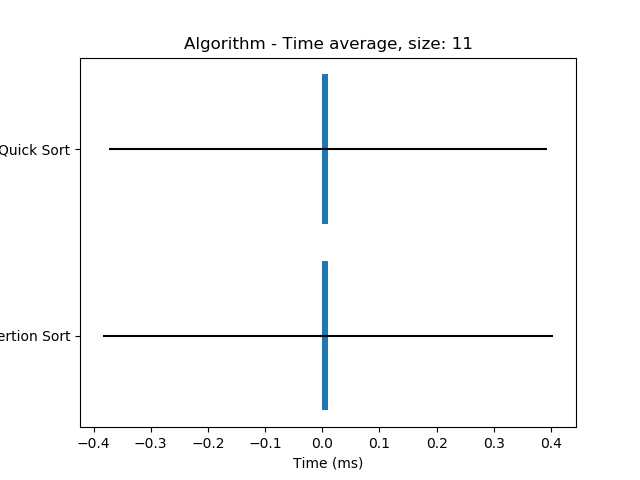 Algorithm - Time average, size: 11
Quick Sort
ertion Sort
−0.4 −0.3 −0.2 −0.1 0.0 0.1 0.2 0.3 0.4
Time (ms)